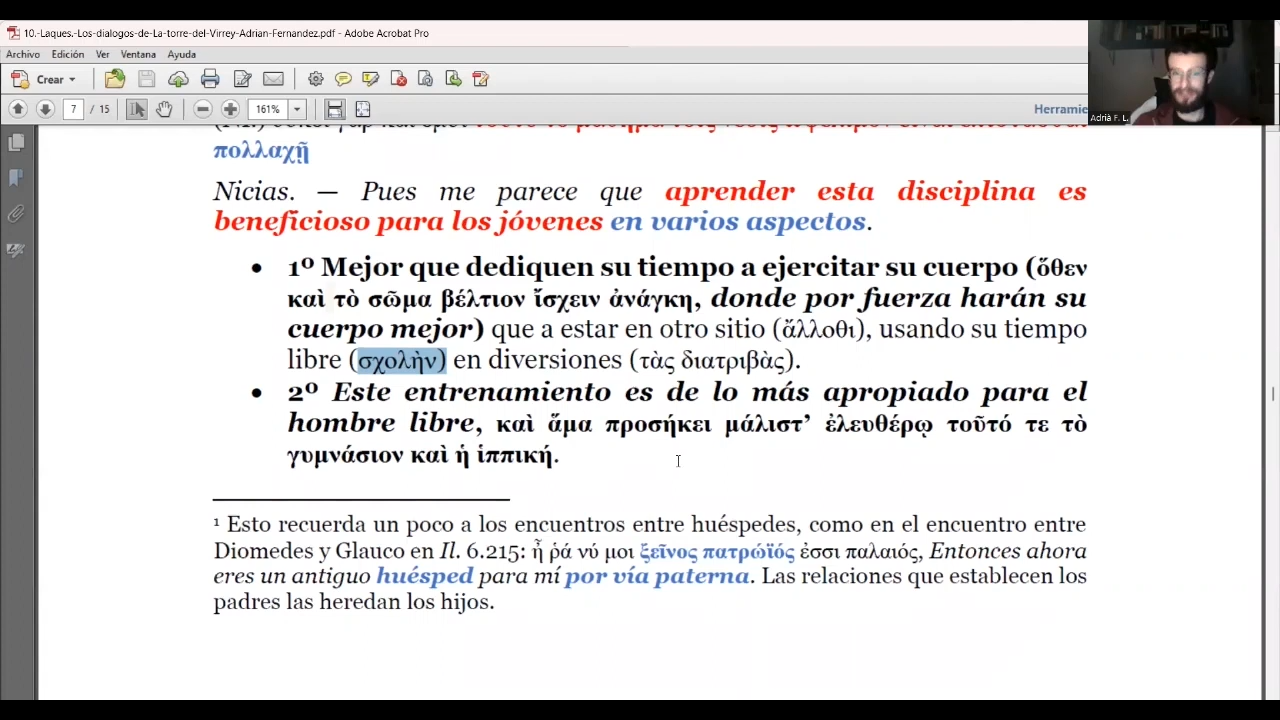 10.-Laques.-Los-dialogos-de-La-torre-del-Virrey-Adrian-Fernandez.pdf - Adobe Acrobat Pro
Archivo Edición Ver Ventana Ayuda
Crear
7 / 15 161% Herramie
Adrià F. L.
πολλαχῇ
Nicias. — Pues me parece que aprender esta disciplina es
beneficioso para los jóvenes en varios aspectos.
• 1º Mejor que dediquen su tiempo a ejercitar su cuerpo (ὅθεν
καὶ τὸ σῶμα βέλτιον ἴσχειν ἀνάγκη, donde por fuerza harán su
cuerpo mejor) que a estar en otro sitio (ἄλλοθι), usando su tiempo
libre (σχολὴν) en diversiones (τὰς διατριβὰς).
• 2º Este entrenamiento es de lo más apropiado para el
hombre libre, καὶ ἅμα προσήκει μάλιστ’ ἐλευθέρῳ τοῦτό τε τὸ
γυμνάσιον καὶ ἡ ἱππική.
¹ Esto recuerda un poco a los encuentros entre huéspedes, como en el encuentro entre
Diomedes y Glauco en Il. 6.215: ἦ ῥά νύ μοι ξεῖνος πατρώϊός ἐσσι παλαιός, Entonces ahora
eres un antiguo huésped para mí por vía paterna. Las relaciones que establecen los
padres las heredan los hijos.